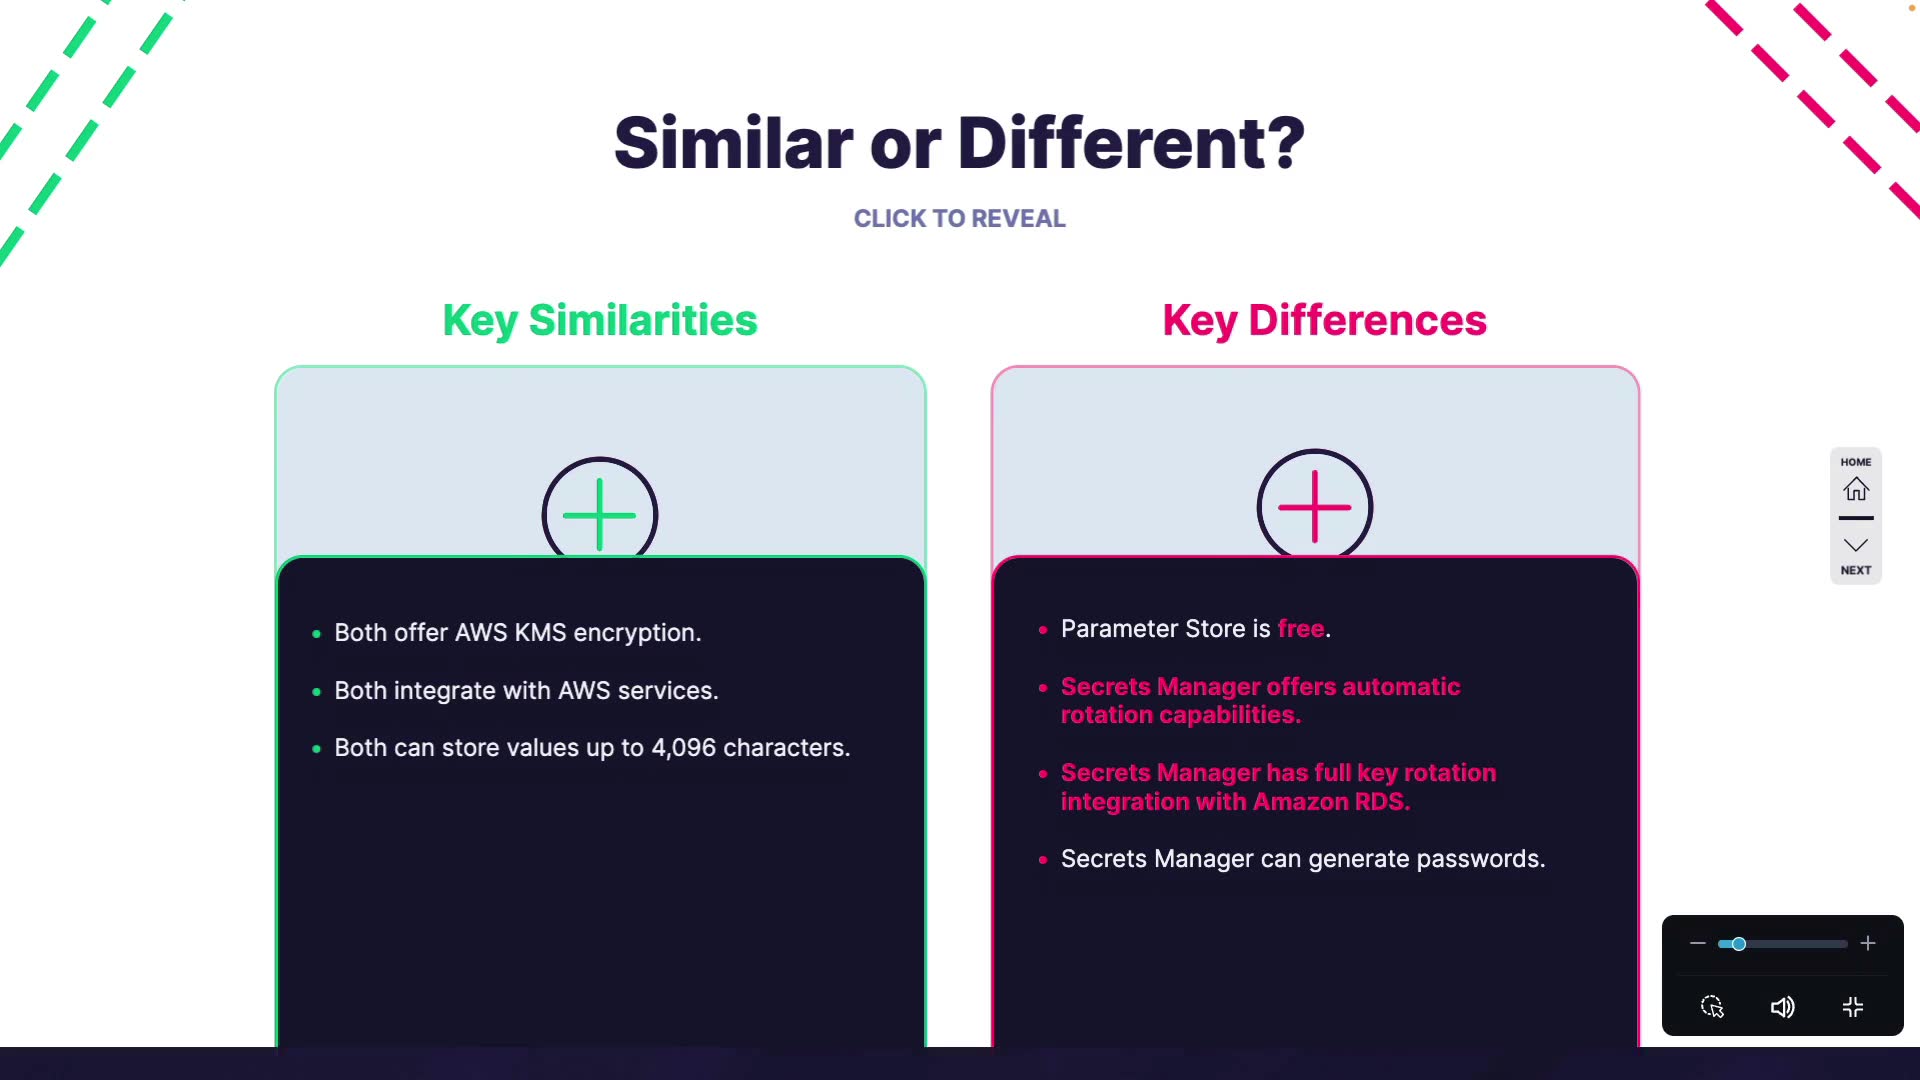 Similar or Different?
CLICK TO REVEAL
Key Similarities
Both offer AWS KMS encryption.
Both integrate with AWS services.
Both can store values up to 4,096 characters.
Key Differences
Parameter Store is free.
Secrets Manager offers automatic
rotation capabilities.
Secrets Manager has full key rotation
integration with Amazon RDS.
Secrets Manager can generate passwords.
HOME
NEXT